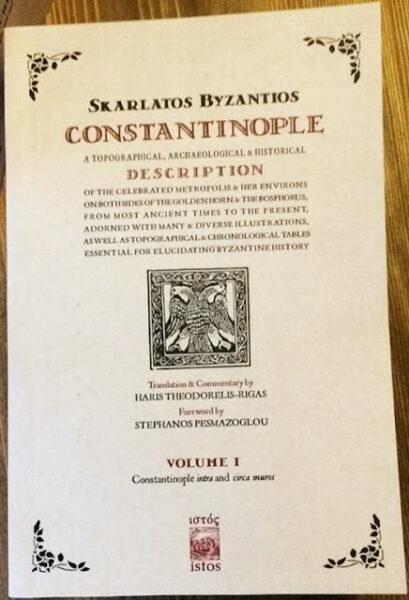 SKARLATOS BYZANTIOS
CONSTANTINOPLE
A TOPOGRAPHICAL, ARCHAEOLOGICAL & HISTORICAL
DESCRIPTION
OF THE CELEBRATED METROPOLIS & HER ENVIRONS
ON BOTH SIDES OF THE GOLDEN HORN & THE BOSPHORUS,
FROM MOST ANCIENT TIMES TO THE PRESENT,
ADORNED WITH MANY & DIVERSE ILLUSTRATIONS,
AS WELL AS TOPOGRAPHICAL & CHRONOLOGICAL TABLES
ESSENTIAL FOR ELUCIDATING BYZANTINE HISTORY
Translation & Commentary by
HARIS THEODORELIS-RIGAS
Foreword by
STEPHANOS PESMAZOGLOU
VOLUME I
Constantinople intra and circa muros
ιστός
istos